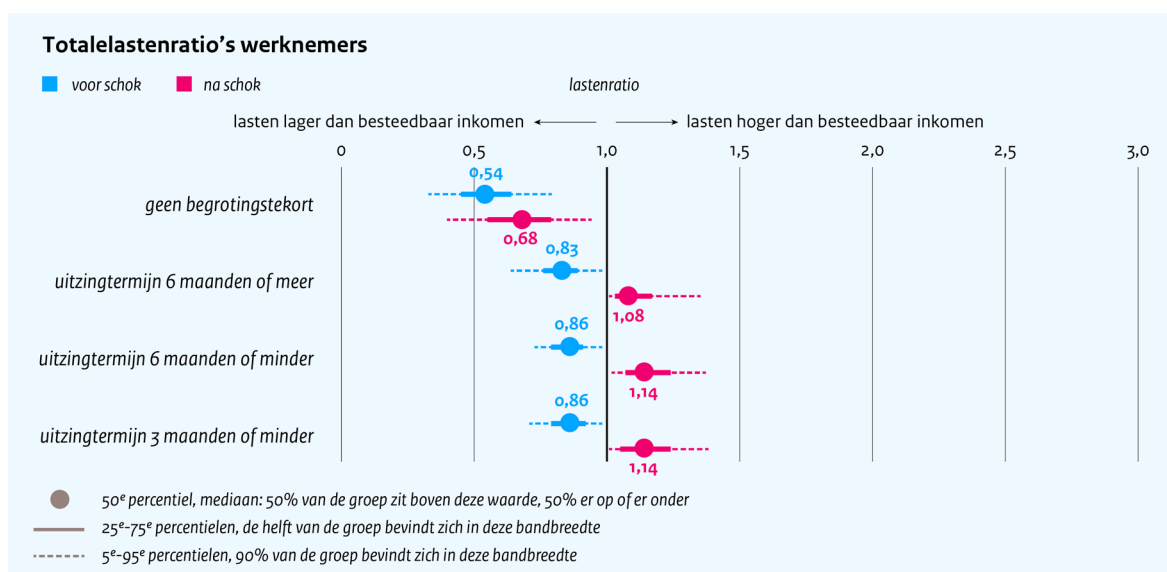 Totalelastenratio’s werknemers
voor schok na schok lastenratio
lasten lager dan besteedbaar inkomen lasten hoger dan besteedbaar inkomen
0 0,5 1,0 1,5 2,0 2,5 3,0
0,54
geen begrotingstekort
0,68
0,83
uitzingtermijn 6 maanden of meer
1,08
0,86
uitzingtermijn 6 maanden of minder
1,14
0,86
uitzingtermijn 3 maanden of minder
1,14
50e percentiel, mediaan: 50% van de groep zit boven deze waarde, 50% er op of er onder
25e-75e percentielen, de helft van de groep bevindt zich in deze bandbreedte
5e-95e percentielen, 90% van de groep bevindt zich in deze bandbreedte